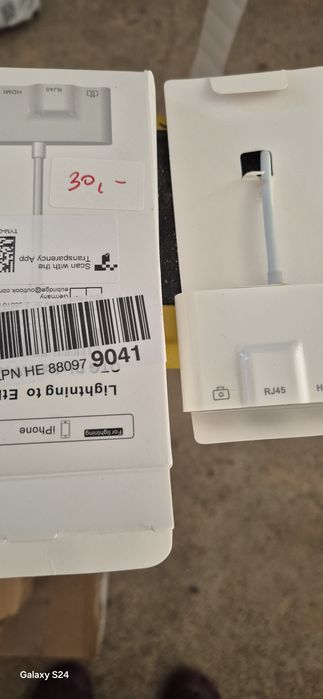 HDMI
RJ45
30,-
Scan with the
Transparency App
Germany
eubridge@outlook.com
LPN HE 88097 9041
Lightning to Et
For lightning
iPhone
RJ45
H
Galaxy S24